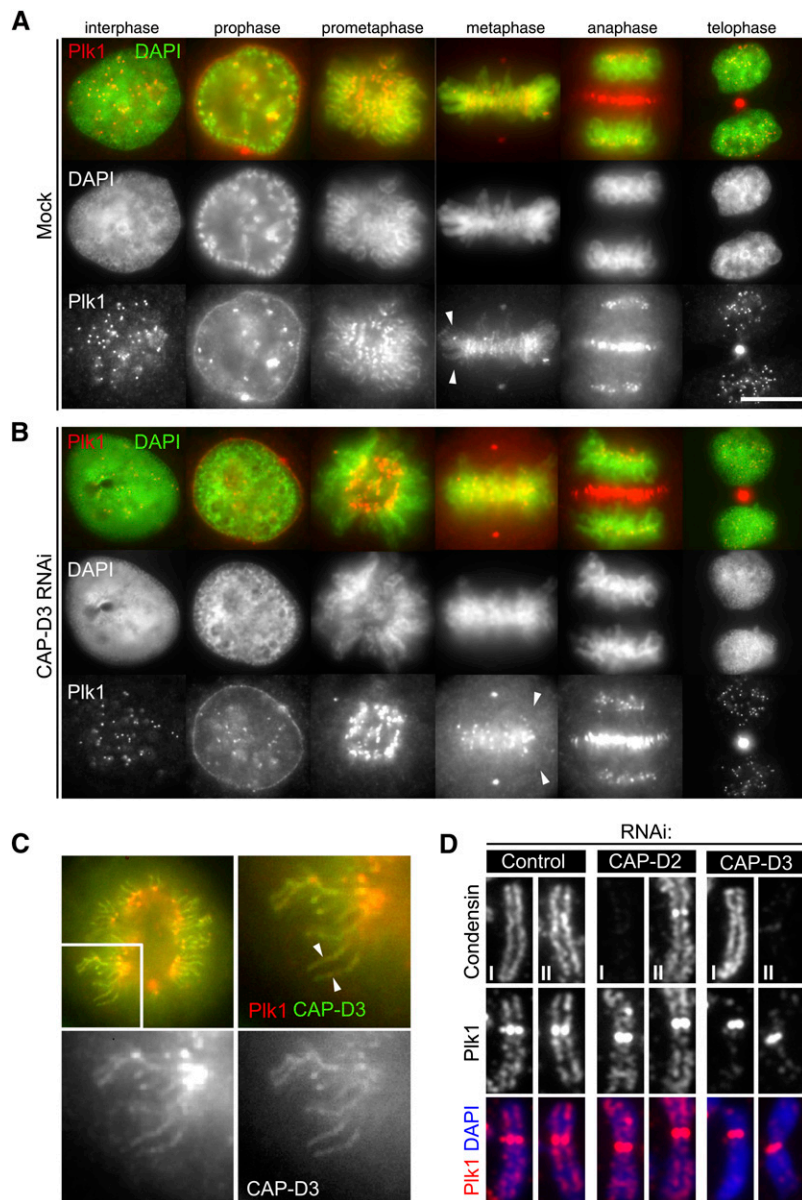 A
interphase prophase prometaphase metaphase anaphase telophase
Plk1 DAPI
DAPI
Plk1
Mock
B
Plk1 DAPI
DAPI
Plk1
CAP-D3 RNAi
C
Plk1 CAP-D3
CAP-D3
D
RNAi:
Control CAP-D2 CAP-D3
Condensin
I II I II I II
Plk1
Plk1 DAPI